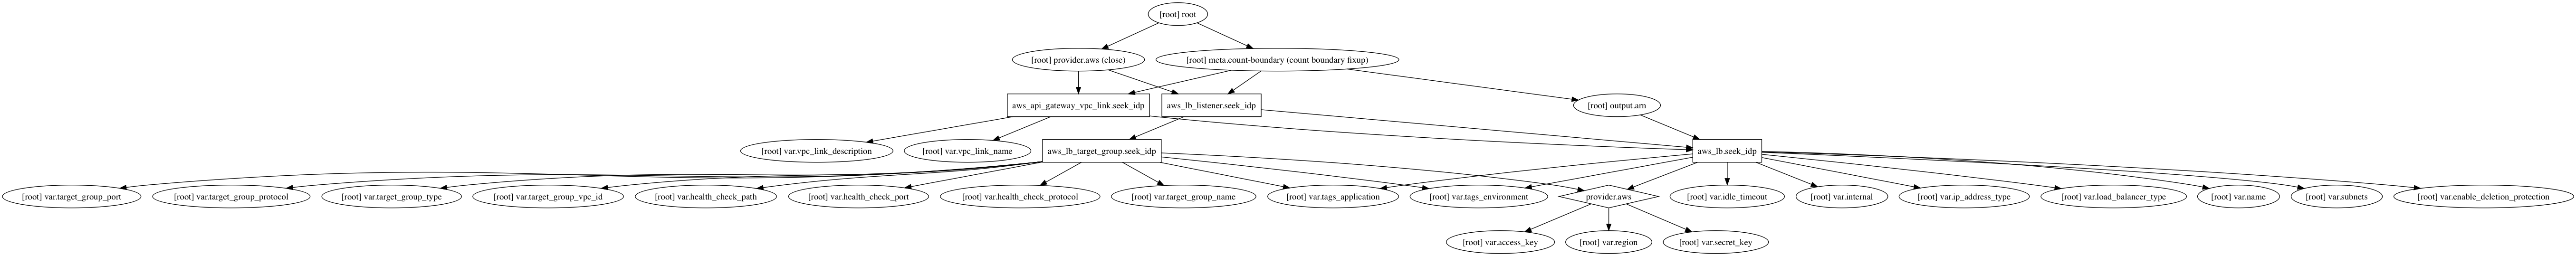 [root] root
[root] provider.aws (close)
[root] meta.count-boundary (count boundary fixup)
aws_api_gateway_vpc_link.seek_idp
aws_lb_listener.seek_idp
[root] output.arn
[root] var.vpc_link_description
[root] var.vpc_link_name
aws_lb_target_group.seek_idp
aws_lb.seek_idp
[root] var.target_group_port
[root] var.target_group_protocol
[root] var.target_group_type
[root] var.target_group_vpc_id
[root] var.health_check_path
[root] var.health_check_port
[root] var.health_check_protocol
[root] var.target_group_name
[root] var.tags_application
[root] var.tags_environment
provider.aws
[root] var.idle_timeout
[root] var.internal
[root] var.ip_address_type
[root] var.load_balancer_type
[root] var.name
[root] var.subnets
[root] var.enable_deletion_protection
[root] var.access_key
[root] var.region
[root] var.secret_key